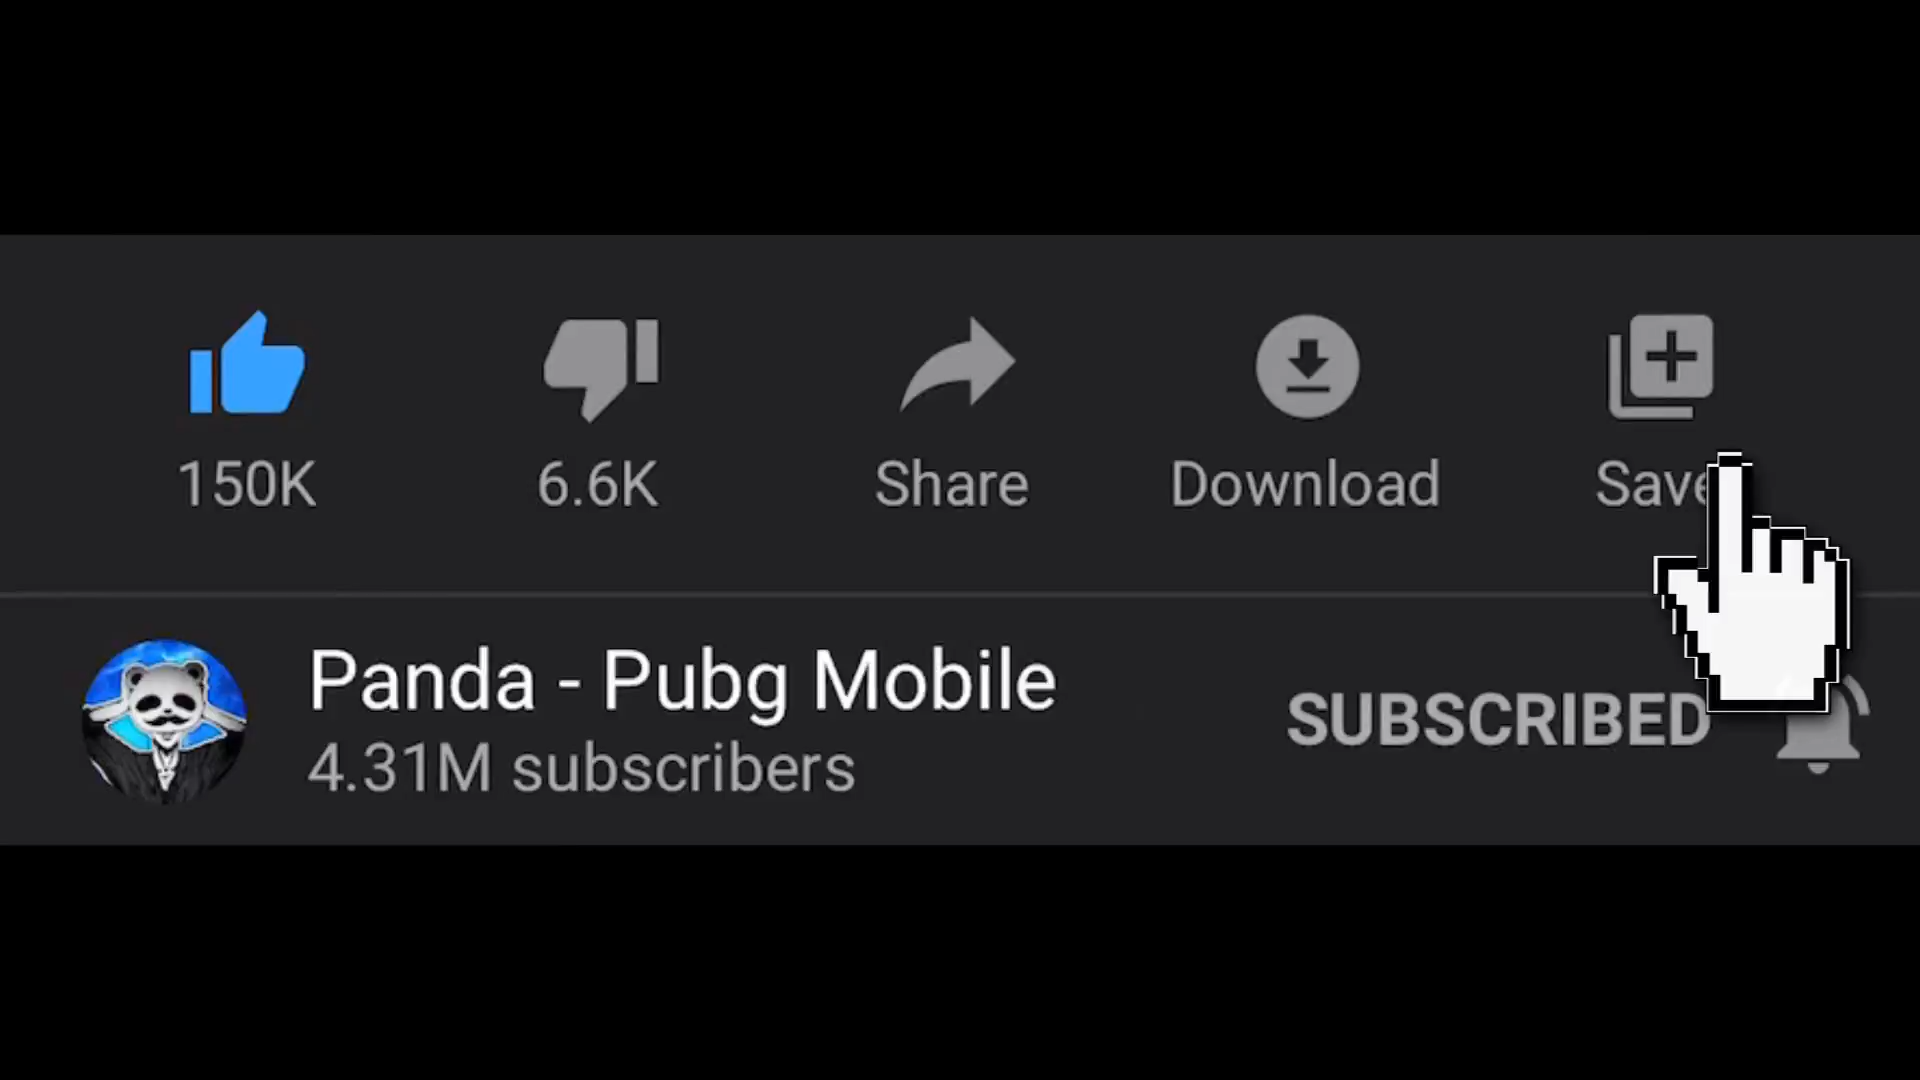 150K 6.6K Share Download Save
Panda - Pubg Mobile
4.31M subscribers
SUBSCRIBED